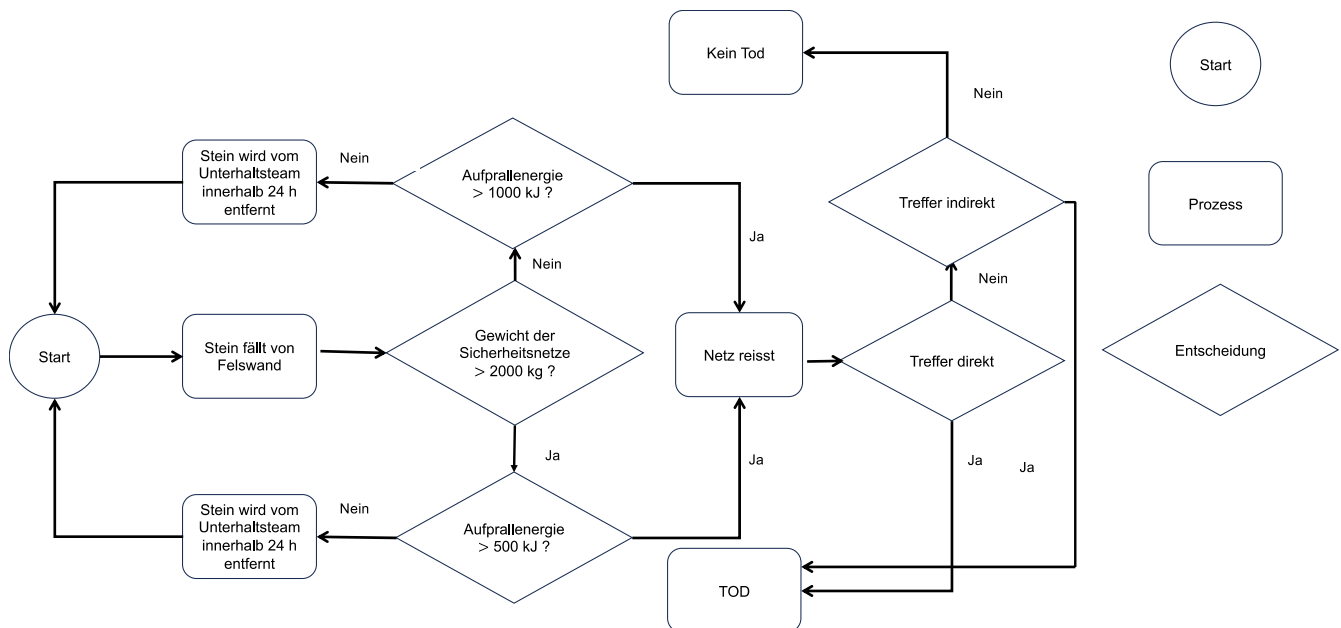 Kein Tod
Start
Nein
Stein wird vom
Unterhaltsteam
innerhalb 24 h
entfernt
Nein
Aufprallenergie
> 1000 kJ ?
Treffer indirekt
Prozess
Ja
Nein
Nein
Start
Stein fällt von
Felswand
Gewicht der
Sicherheitsnetze
> 2000 kg ?
Netz reisst
Treffer direkt
Entscheidung
Ja
Ja
Ja
Ja
Stein wird vom
Unterhaltsteam
innerhalb 24 h
entfernt
Nein
Aufprallenergie
> 500 kJ ?
TOD